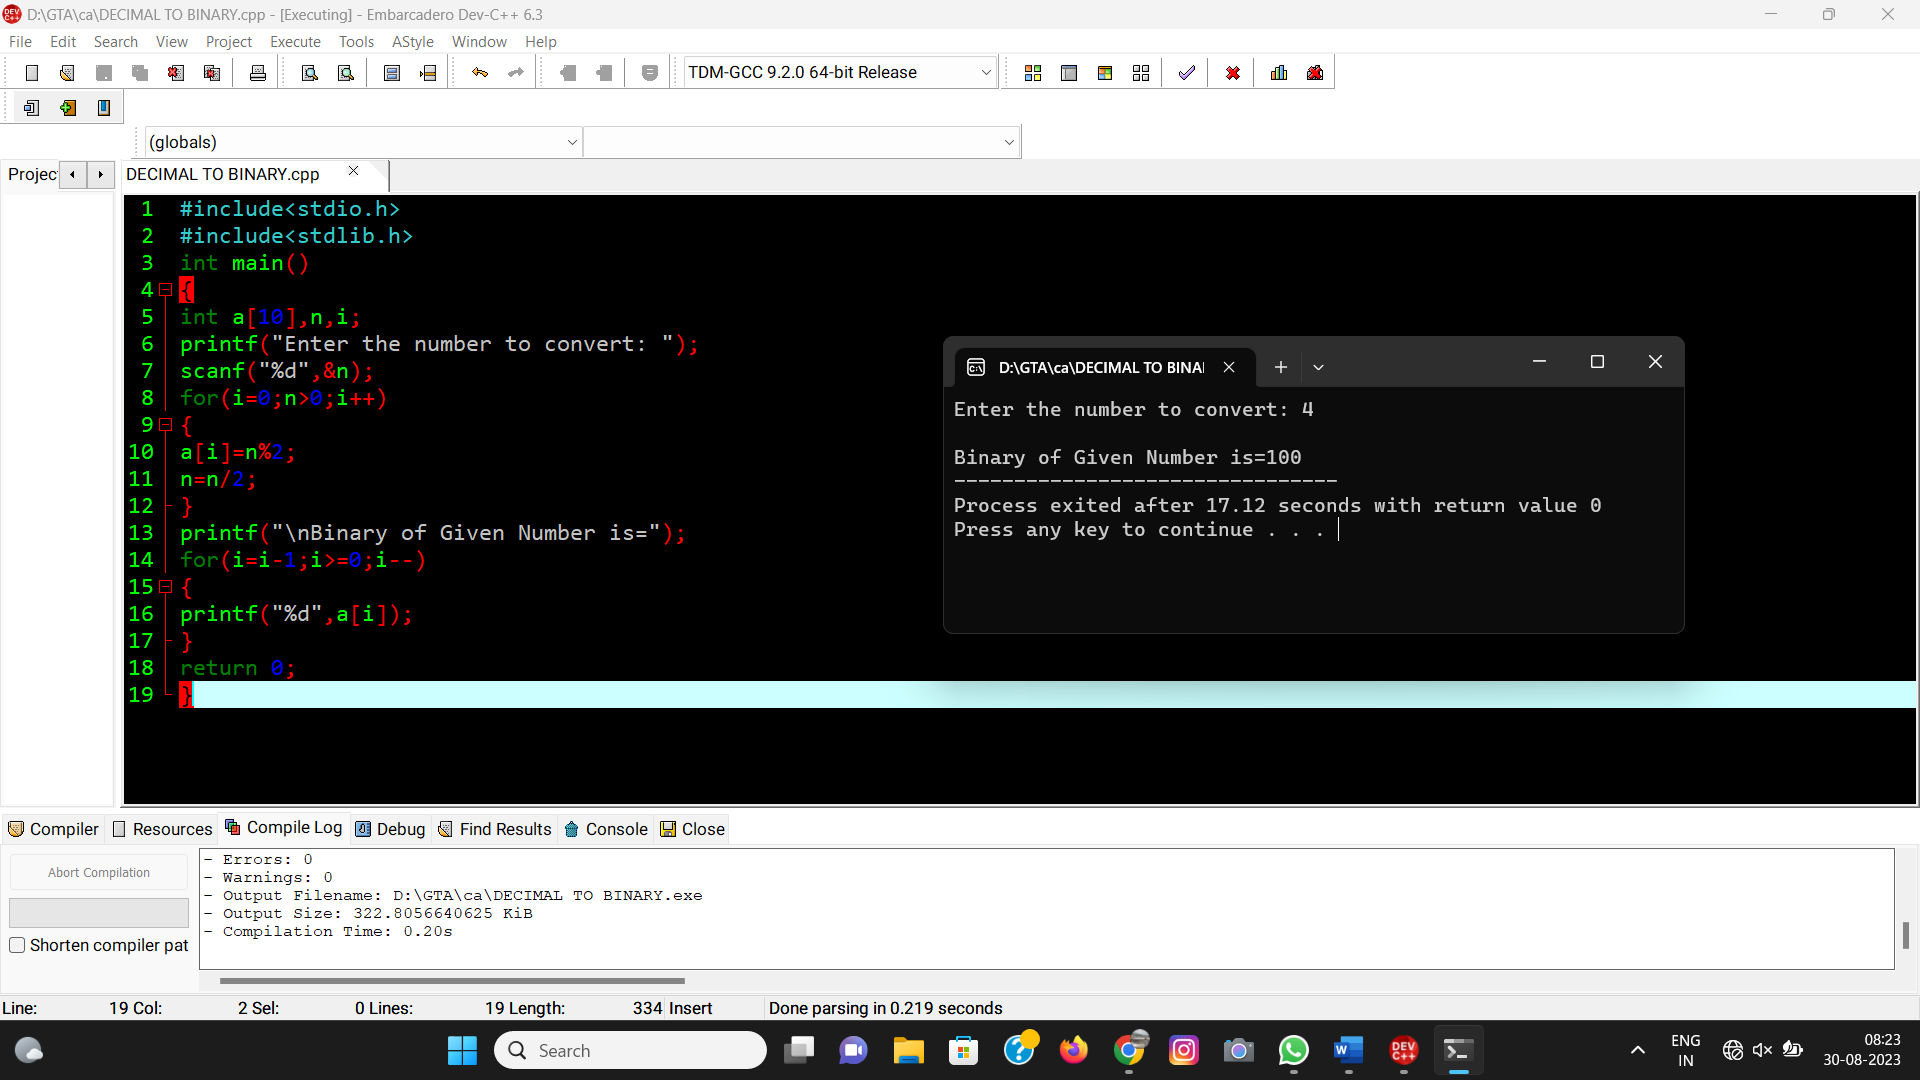 D:\GTA\ca\DECIMAL TO BINARY.cpp - [Executing] - Embarcadero Dev-C++ 6.3
File Edit Search View Project Execute Tools AStyle Window Help
TDM-GCC 9.2.0 64-bit Release
(globals)
Projec
DECIMAL TO BINARY.cpp
1 #include<stdio.h>
2 #include<stdlib.h>
3 int main()
4 {
5 int a[10],n,i;
6 printf("Enter the number to convert: ");
7 scanf("%d",&n);
8 for(i=0;n>0;i++)
9 {
10 a[i]=n%2;
11 n=n/2;
12 }
13 printf("\nBinary of Given Number is=");
14 for(i=i-1;i>=0;i--)
15 {
16 printf("%d",a[i]);
17 }
18 return 0;
19 }
D:\GTA\ca\DECIMAL TO BINA
Enter the number to convert: 4
Binary of Given Number is=100
--------------------------------
Process exited after 17.12 seconds with return value 0
Press any key to continue . . .
Compiler Resources Compile Log Debug Find Results Console Close
Abort Compilation
Shorten compiler pat
- Errors: 0
- Warnings: 0
- Output Filename: D:\GTA\ca\DECIMAL TO BINARY.exe
- Output Size: 322.8056640625 KiB
- Compilation Time: 0.20s
Line: 19 Col: 2 Sel: 0 Lines: 19 Length: 334 Insert Done parsing in 0.219 seconds
Search
DEV C++
ENG
IN
08:23
30-08-2023